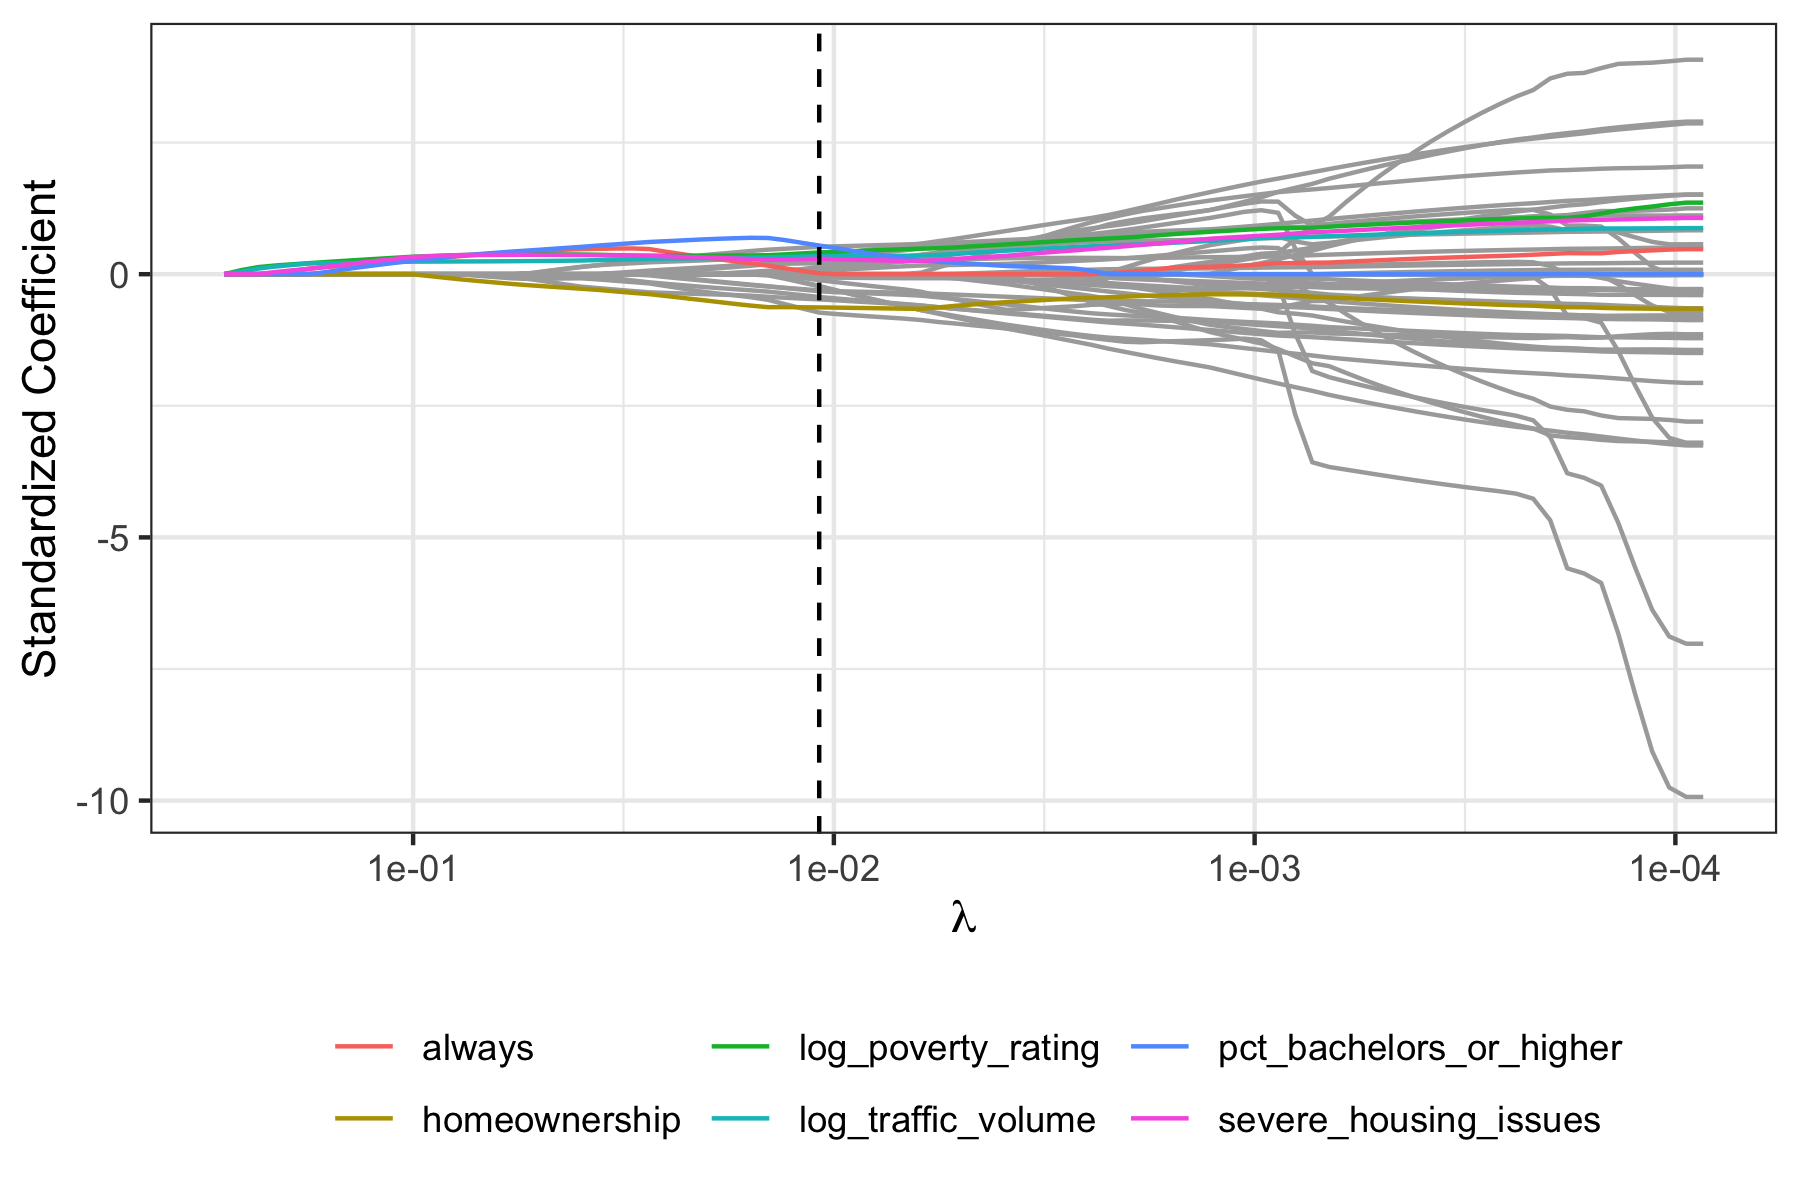 Standardized Coefficient
0
-5
-10
1e-01 1e-02 1e-03 1e-04
λ
always log_poverty_rating pct_bachelors_or_higher
homeownership log_traffic_volume severe_housing_issues